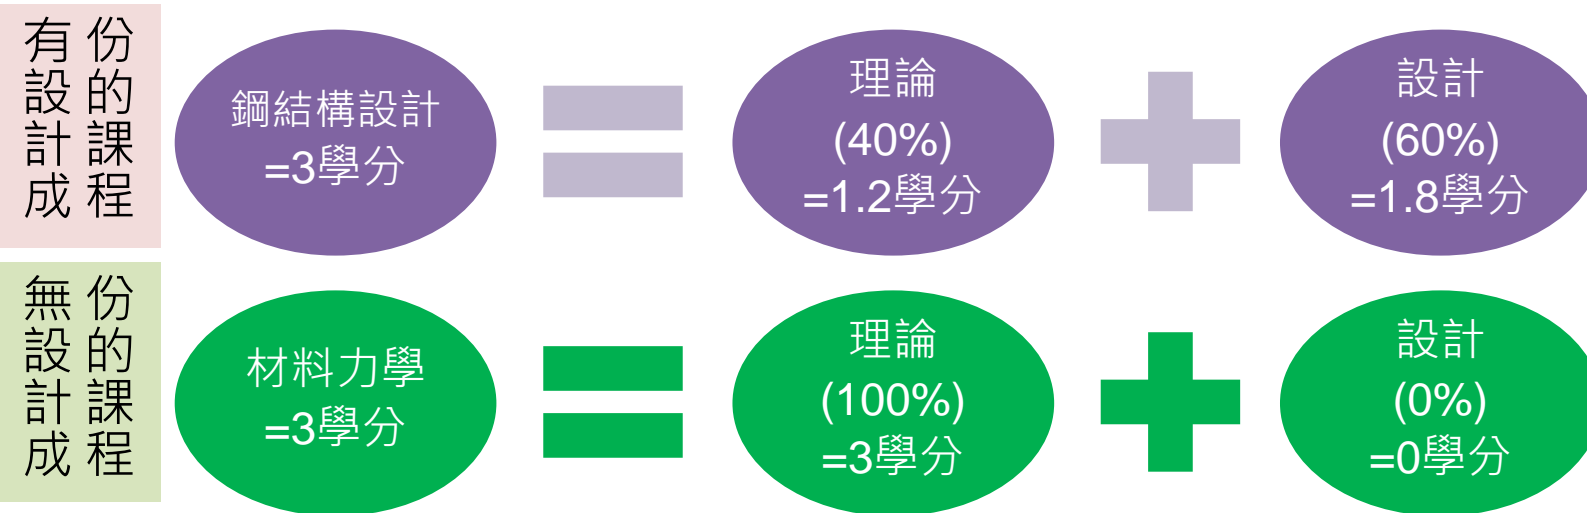 有設計成
份的課程
鋼結構設計
=3學分
理論
(40%)
=1.2學分
設計
(60%)
=1.8學分
無設計成
份的課程
材料力學
=3學分
理論
(100%)
=3學分
設計
(0%)
=0學分